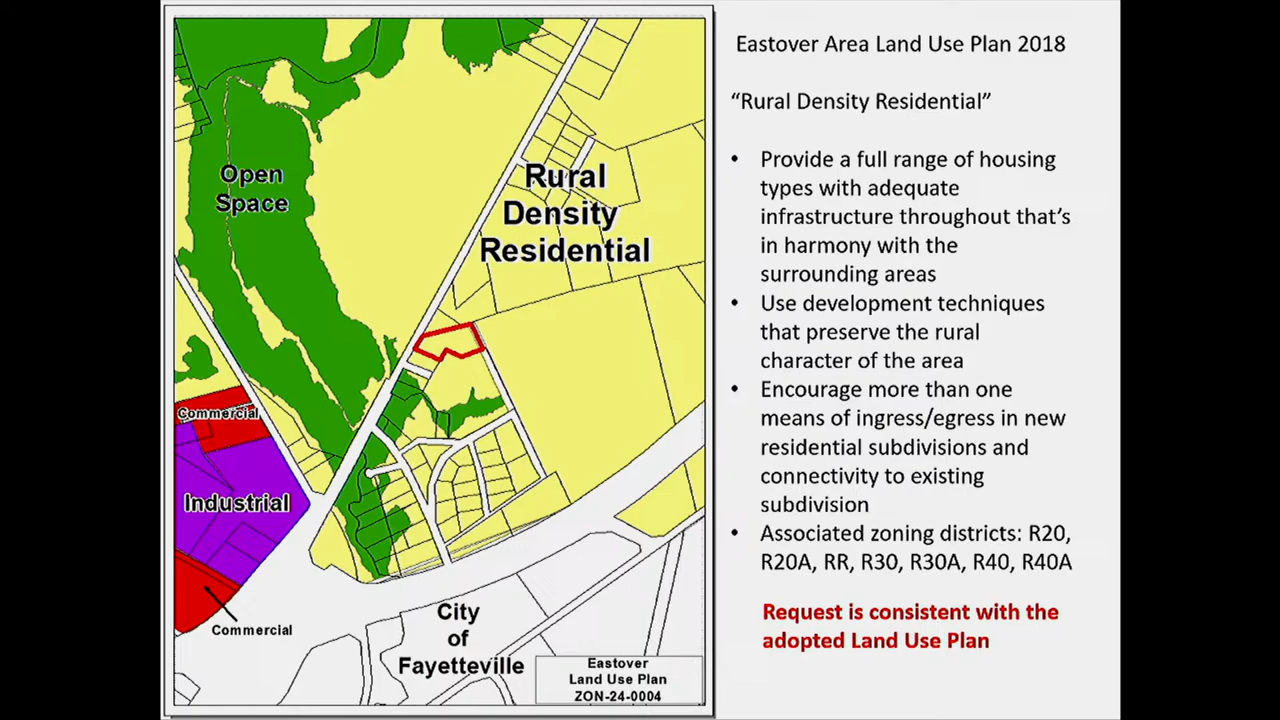 Open
Space
Rural
Density
Residential
Commercial
Industrial
Commercial
City
of
Fayetteville
Eastover
Land Use Plan
ZON-24-0004
Eastover Area Land Use Plan 2018
“Rural Density Residential”
• Provide a full range of housing
types with adequate
infrastructure throughout that’s
in harmony with the
surrounding areas
• Use development techniques
that preserve the rural
character of the area
• Encourage more than one
means of ingress/egress in new
residential subdivisions and
connectivity to existing
subdivision
• Associated zoning districts: R20,
R20A, RR, R30, R30A, R40, R40A
Request is consistent with the
adopted Land Use Plan